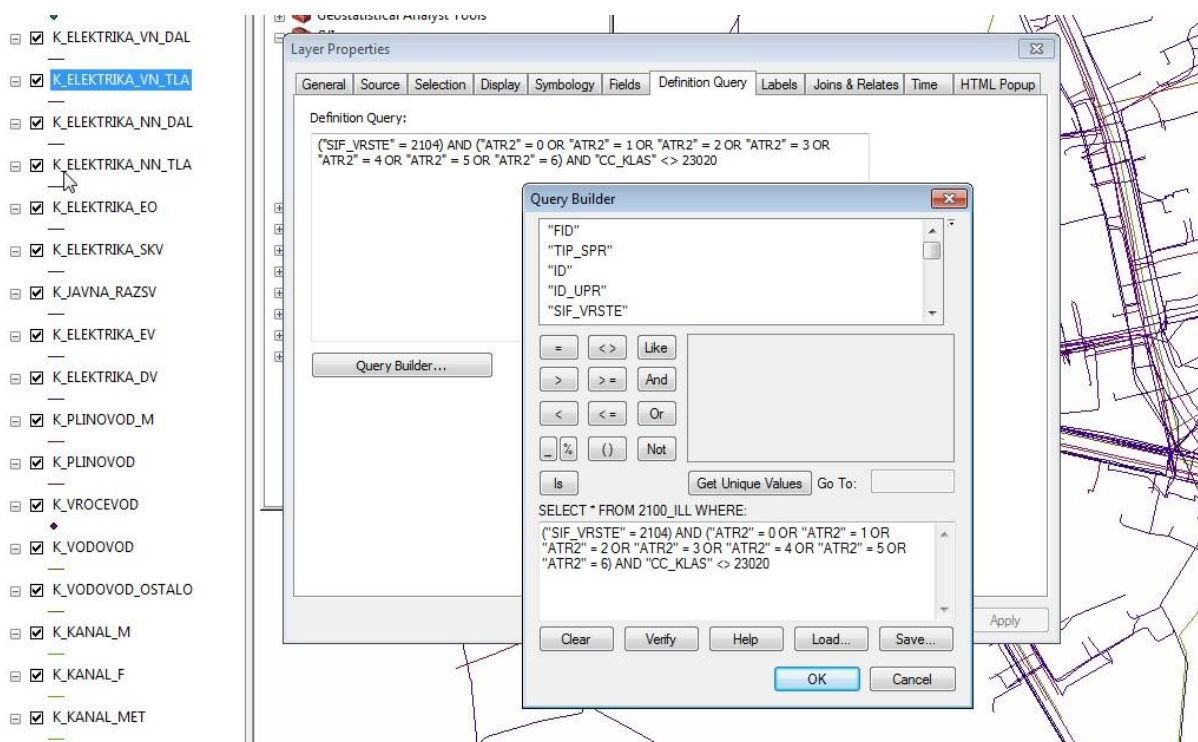 Geostatistical Analyst Tools
K_ELEKTRIKA_VN_DAL
K_ELEKTRIKA_VN_TLA
K_ELEKTRIKA_NN_DAL
K_ELEKTRIKA_NN_TLA
K_ELEKTRIKA_EO
K_ELEKTRIKA_SKV
K_JAVNA_RAZSV
K_ELEKTRIKA_EV
K_ELEKTRIKA_DV
K_PLINOVOD_M
K_PLINOVOD
K_VROCEVOD
K_VODOVOD
K_VODOVOD_OSTALO
K_KANAL_M
K_KANAL_F
K_KANAL_MET
Layer Properties
General Source Selection Display Symbology Fields Definition Query Labels Joins & Relates Time HTML Popup
Definition Query:
("SIF_VRSTE" = 2104) AND ("ATR2" = 0 OR "ATR2" = 1 OR "ATR2" = 2 OR "ATR2" = 3 OR
"ATR2" = 4 OR "ATR2" = 5 OR "ATR2" = 6) AND "CC_KLAS" <> 23020
Query Builder...
Apply
Query Builder
"FID"
"TIP_SPR"
"ID"
"ID_UPR"
"SIF_VRSTE"
= <> Like
> >= And
< <= Or
_ % () Not
Is
Get Unique Values Go To:
SELECT * FROM 2100_ILL WHERE:
("SIF_VRSTE" = 2104) AND ("ATR2" = 0 OR "ATR2" = 1 OR
"ATR2" = 2 OR "ATR2" = 3 OR "ATR2" = 4 OR "ATR2" = 5 OR
"ATR2" = 6) AND "CC_KLAS" <> 23020
Clear Verify Help Load... Save...
OK Cancel